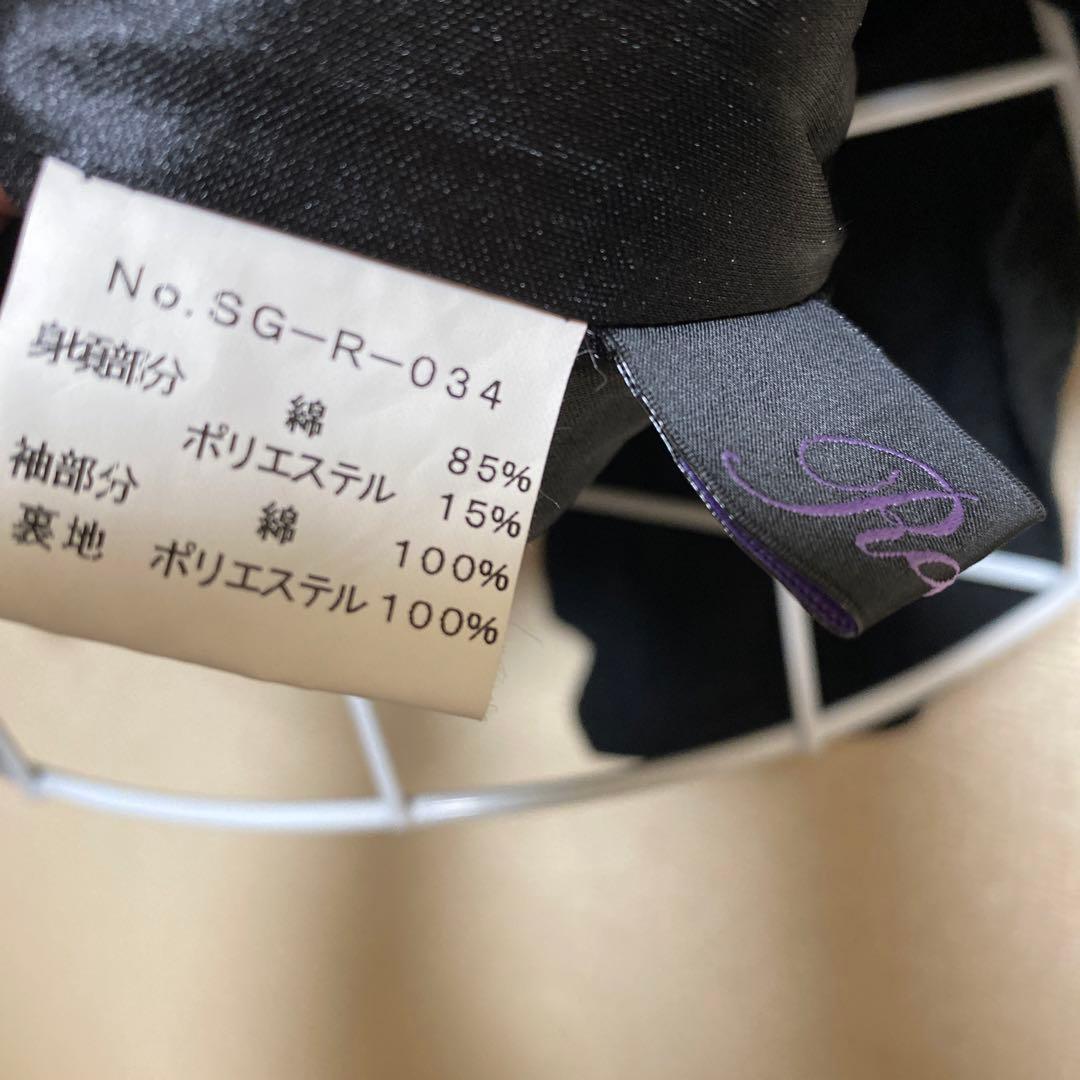 No.SG-R-034
身頃部分 綿 85%
ポリエステル 15%
袖部分 綿 100%
裏地 ポリエステル 100%
Ro